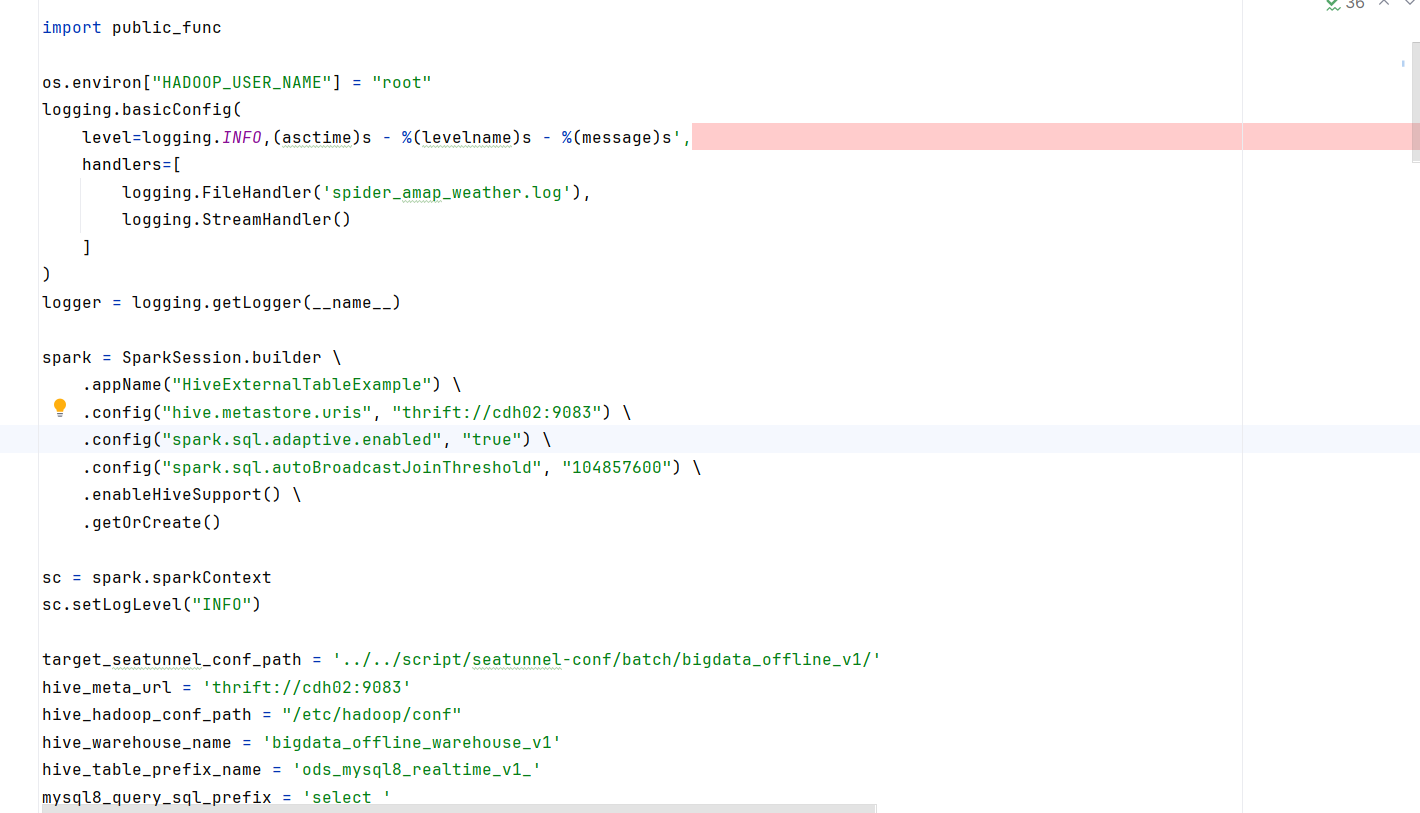 36
import public_func
os.environ["HADOOP_USER_NAME"] = "root"
logging.basicConfig(
    level=logging.INFO,(asctime)s - %(levelname)s - %(message)s',
    handlers=[
        logging.FileHandler('spider_amap_weather.log'),
        logging.StreamHandler()
    ]
)
logger = logging.getLogger(__name__)
spark = SparkSession.builder \
    .appName("HiveExternalTableExample") \
    .config("hive.metastore.uris", "thrift://cdh02:9083") \
    .config("spark.sql.adaptive.enabled", "true") \
    .config("spark.sql.autoBroadcastJoinThreshold", "104857600") \
    .enableHiveSupport() \
    .getOrCreate()
sc = spark.sparkContext
sc.setLogLevel("INFO")
target_seatunnel_conf_path = '../../script/seatunnel-conf/batch/bigdata_offline_v1/'
hive_meta_url = 'thrift://cdh02:9083'
hive_hadoop_conf_path = "/etc/hadoop/conf"
hive_warehouse_name = 'bigdata_offline_warehouse_v1'
hive_table_prefix_name = 'ods_mysql8_realtime_v1_'
mysql8_query_sql_prefix = 'select '